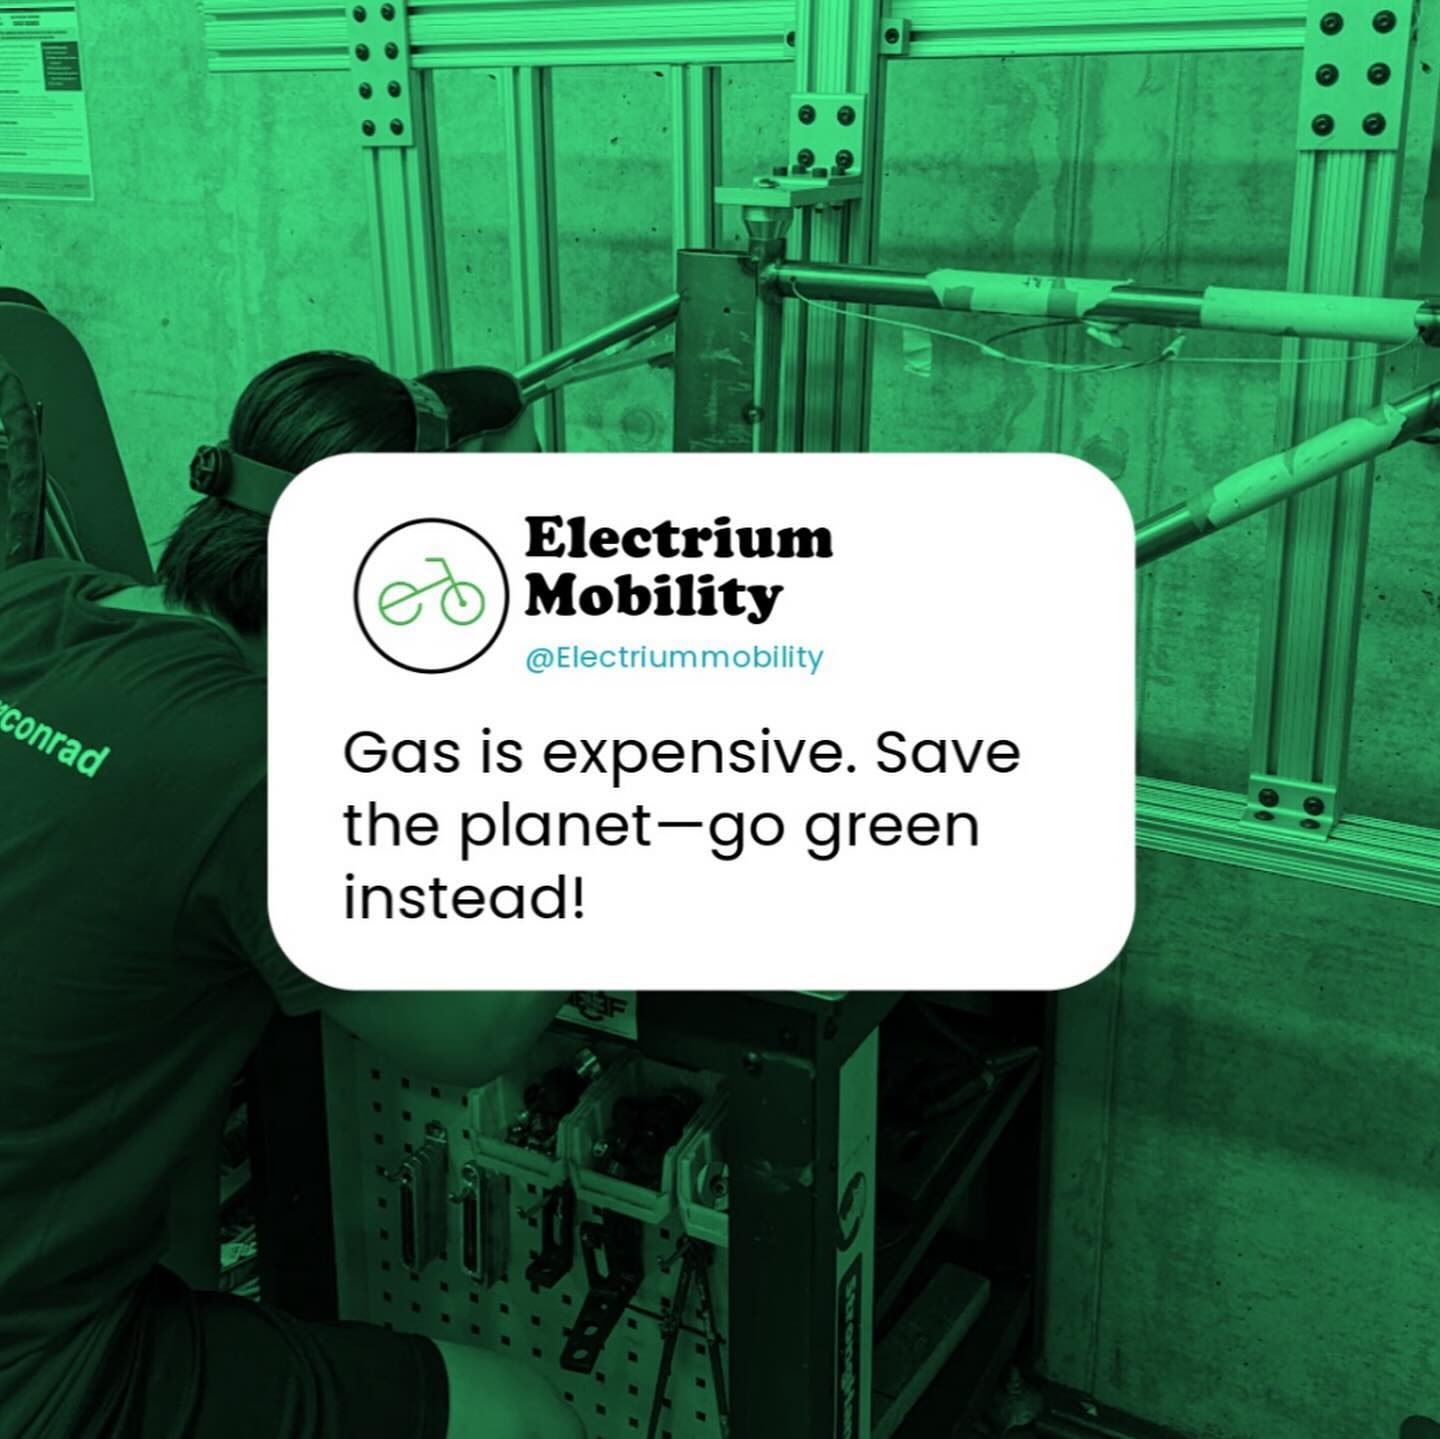 Electrium
Mobility
@Electriummobility
Gas is expensive. Save
the planet—go green
instead!
conrad